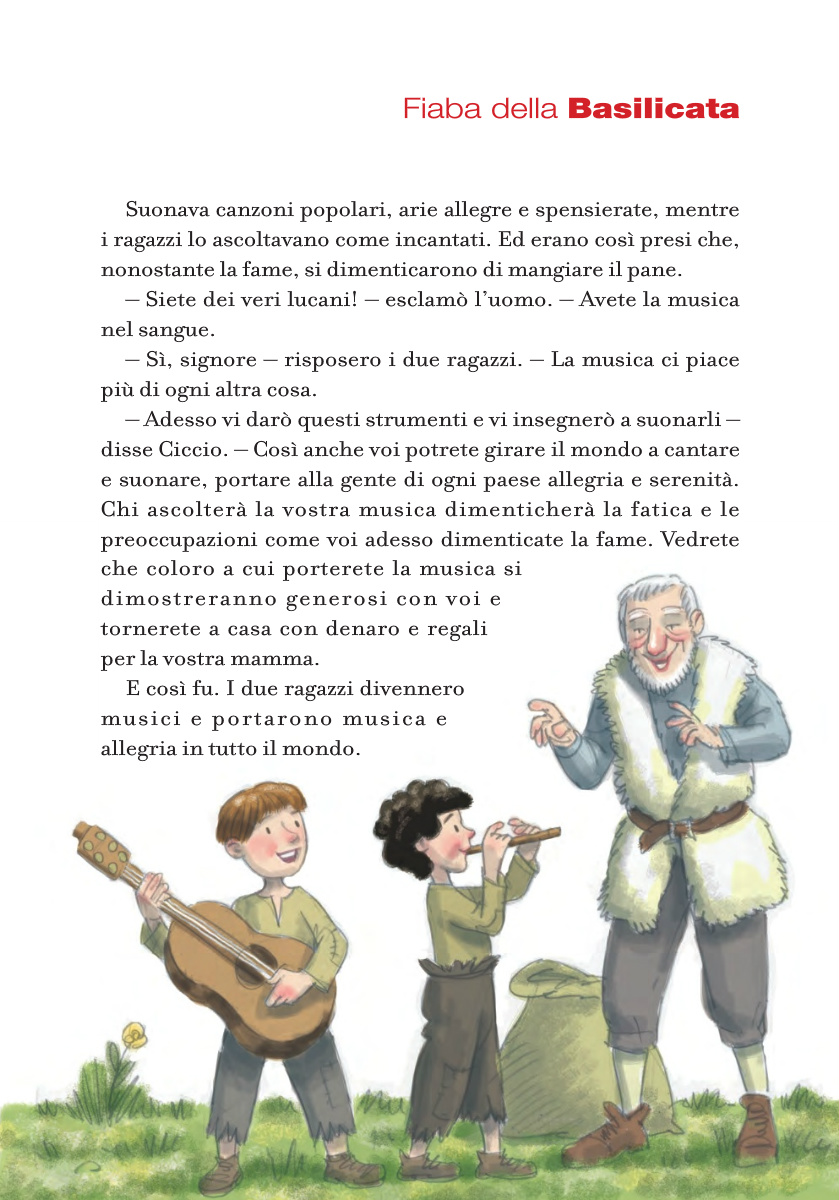 Fiaba della Basilicata
Suonava canzoni popolari, arie allegre e spensierate, mentre
i ragazzi lo ascoltavano come incantati. Ed erano così presi che,
nonostante la fame, si dimenticarono di mangiare il pane.
– Siete dei veri lucani! – esclamò l’uomo. – Avete la musica
nel sangue.
– Sì, signore – risposero i due ragazzi. – La musica ci piace
più di ogni altra cosa.
– Adesso vi darò questi strumenti e vi insegnerò a suonarli –
disse Ciccio. – Così anche voi potrete girare il mondo a cantare
e suonare, portare alla gente di ogni paese allegria e serenità.
Chi ascolterà la vostra musica dimenticherà la fatica e le
preoccupazioni come voi adesso dimenticate la fame. Vedrete
che coloro a cui porterete la musica si
dimostreranno generosi con voi e
tornerete a casa con denaro e regali
per la vostra mamma.
E così fu. I due ragazzi divennero
musici e portarono musica e
allegria in tutto il mondo.